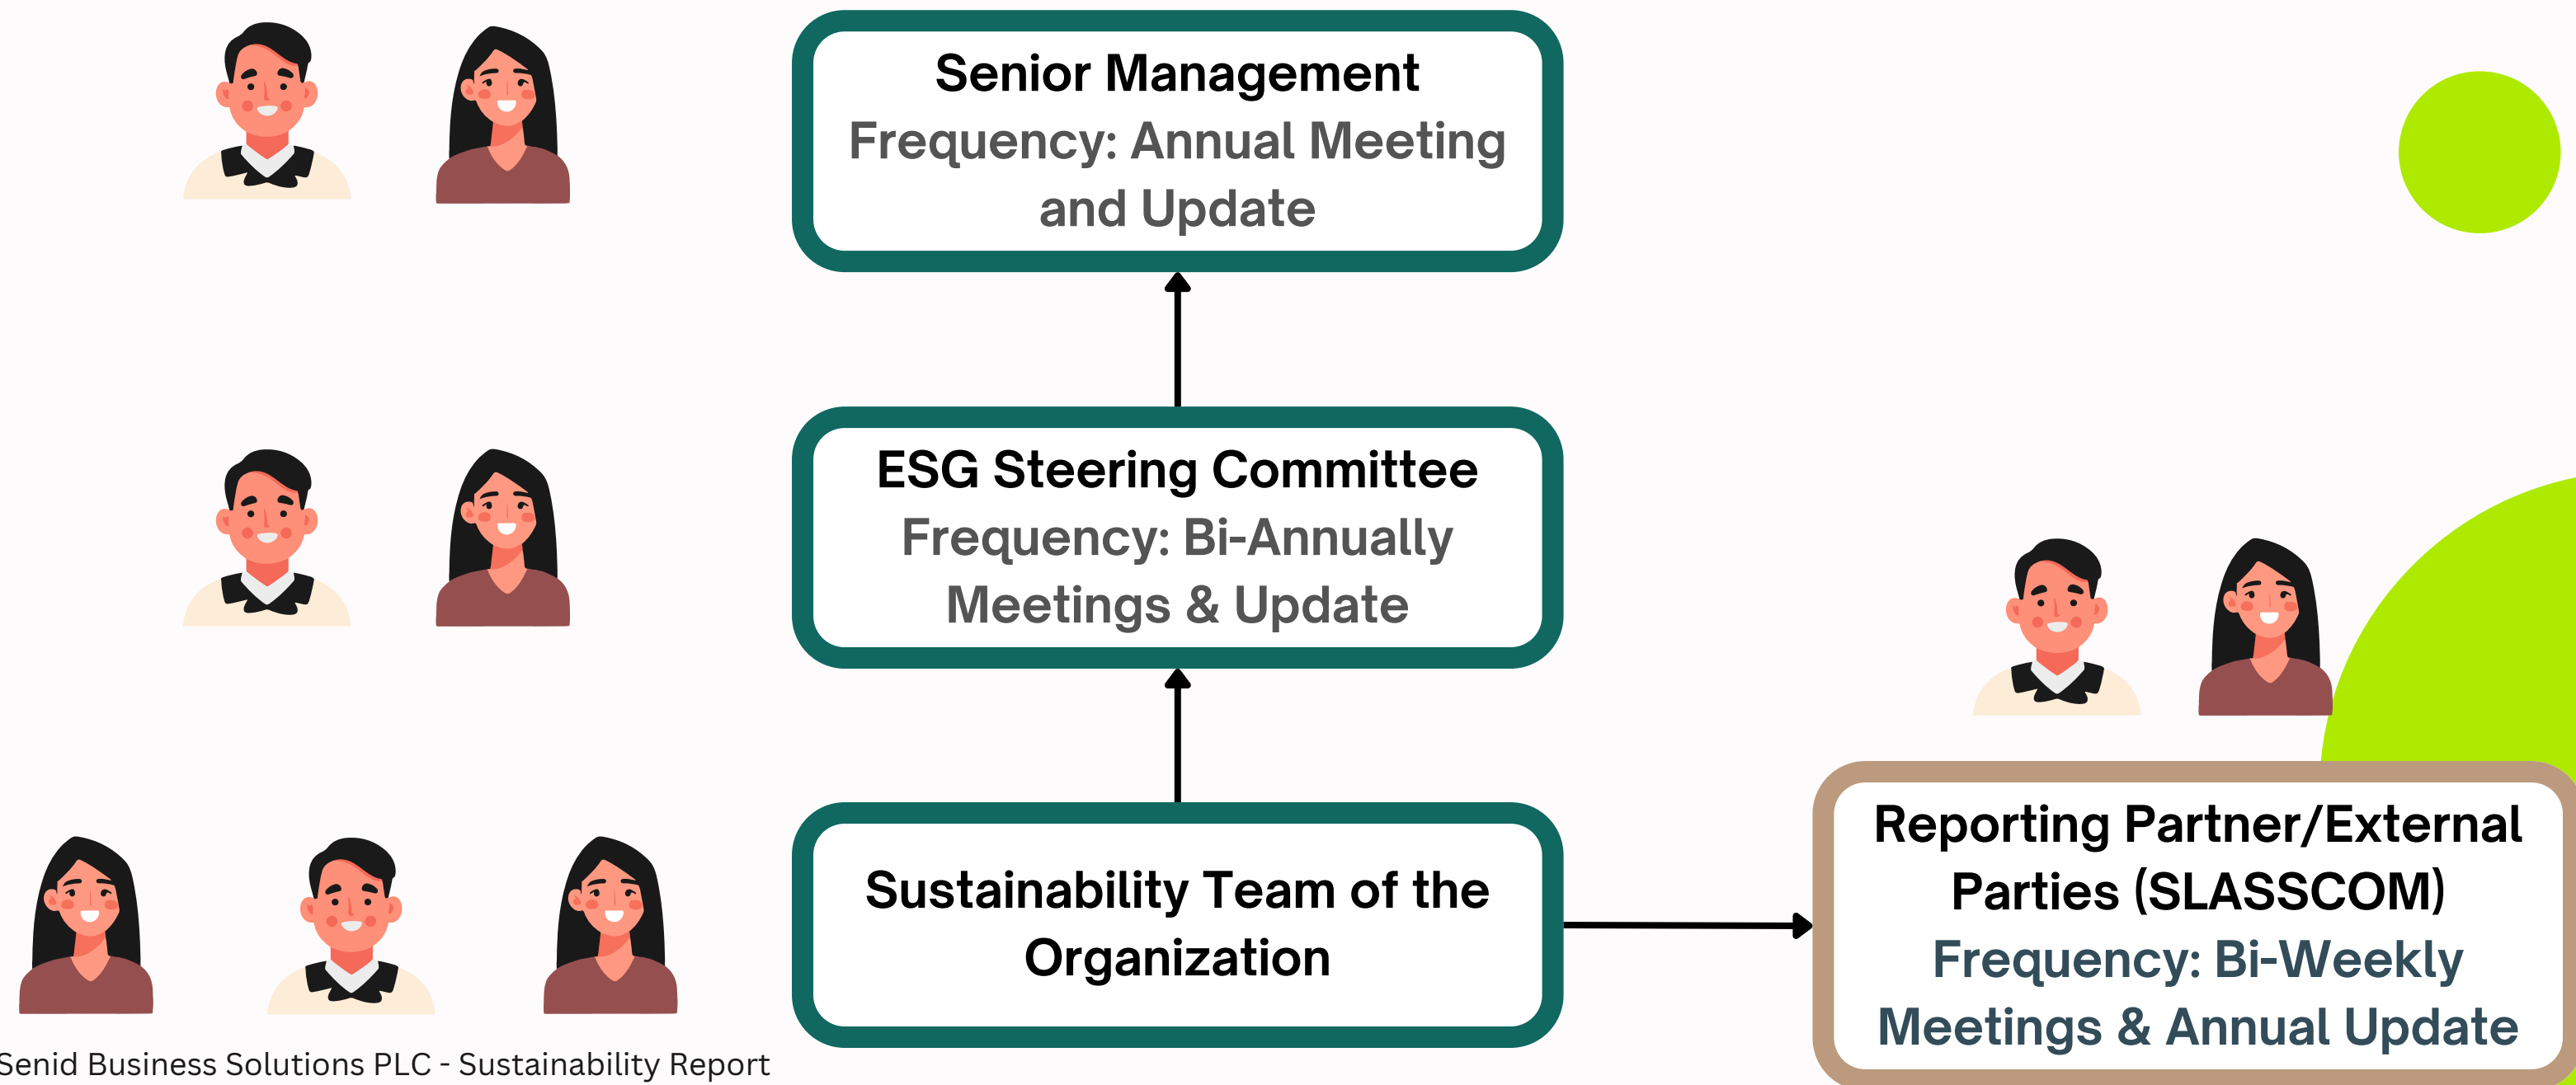 Senior Management
Frequency: Annual Meeting
and Update
ESG Steering Committee
Frequency: Bi-Annually
Meetings & Update
Sustainability Team of the
Organization
Reporting Partner/External
Parties (SLASSCOM)
Frequency: Bi-Weekly
Meetings & Annual Update
Senid Business Solutions PLC - Sustainability Report